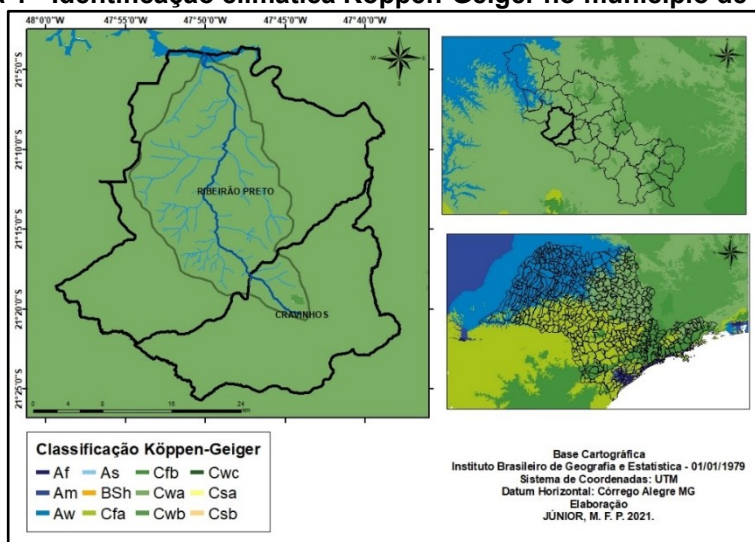 Identificação climática Köppen-Geiger no município de
48°0'0"W 47°55'0"W 47°50'0"W 47°45'0"W 47°40'0"W
21°5'0"S
21°10'0"S
21°15'0"S
21°20'0"S
21°25'0"S
RIBEIRÃO PRETO
CRAVINHOS
0 4 8 16 24
Classificação Köppen-Geiger
Af As Cfb Cwc
Am BSh Cwa Csa
Aw Cfa Cwb Csb
Base Cartográfica
Instituto Brasileiro de Geografia e Estatística - 01/01/1979
Sistema de Coordenadas: UTM
Datum Horizontal: Córrego Alegre MG
Elaboração
JÚNIOR, M. F. P. 2021.